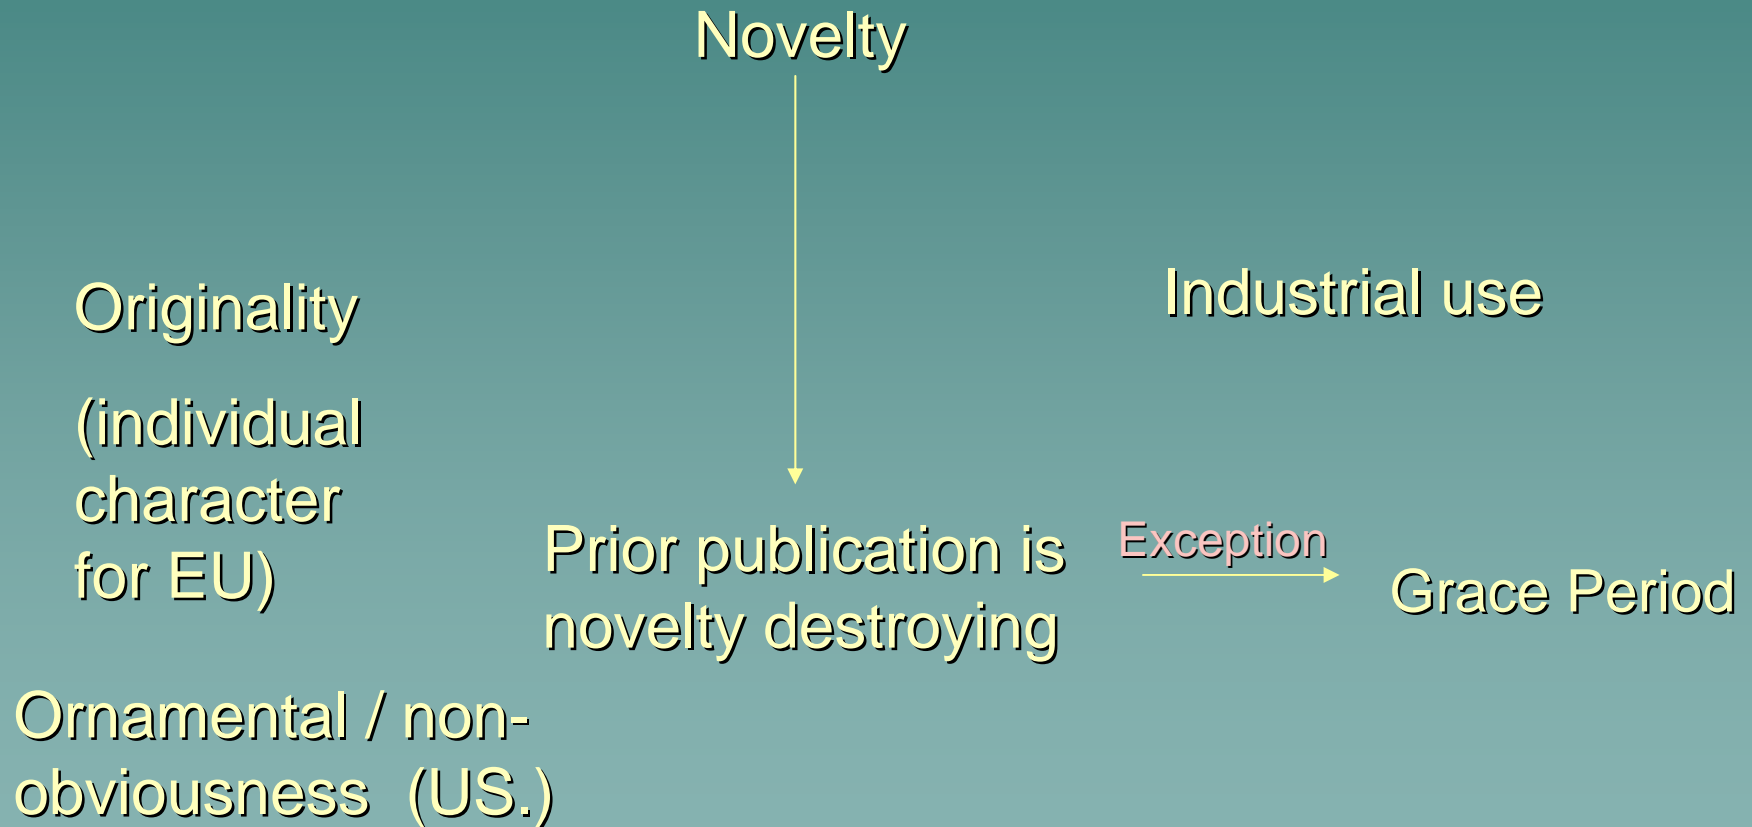 Novelty
Originality
(individual
character
for EU)
Industrial use
Prior publication is
novelty destroying
Exception
Grace Period
Ornamental / non-
obviousness (US.)